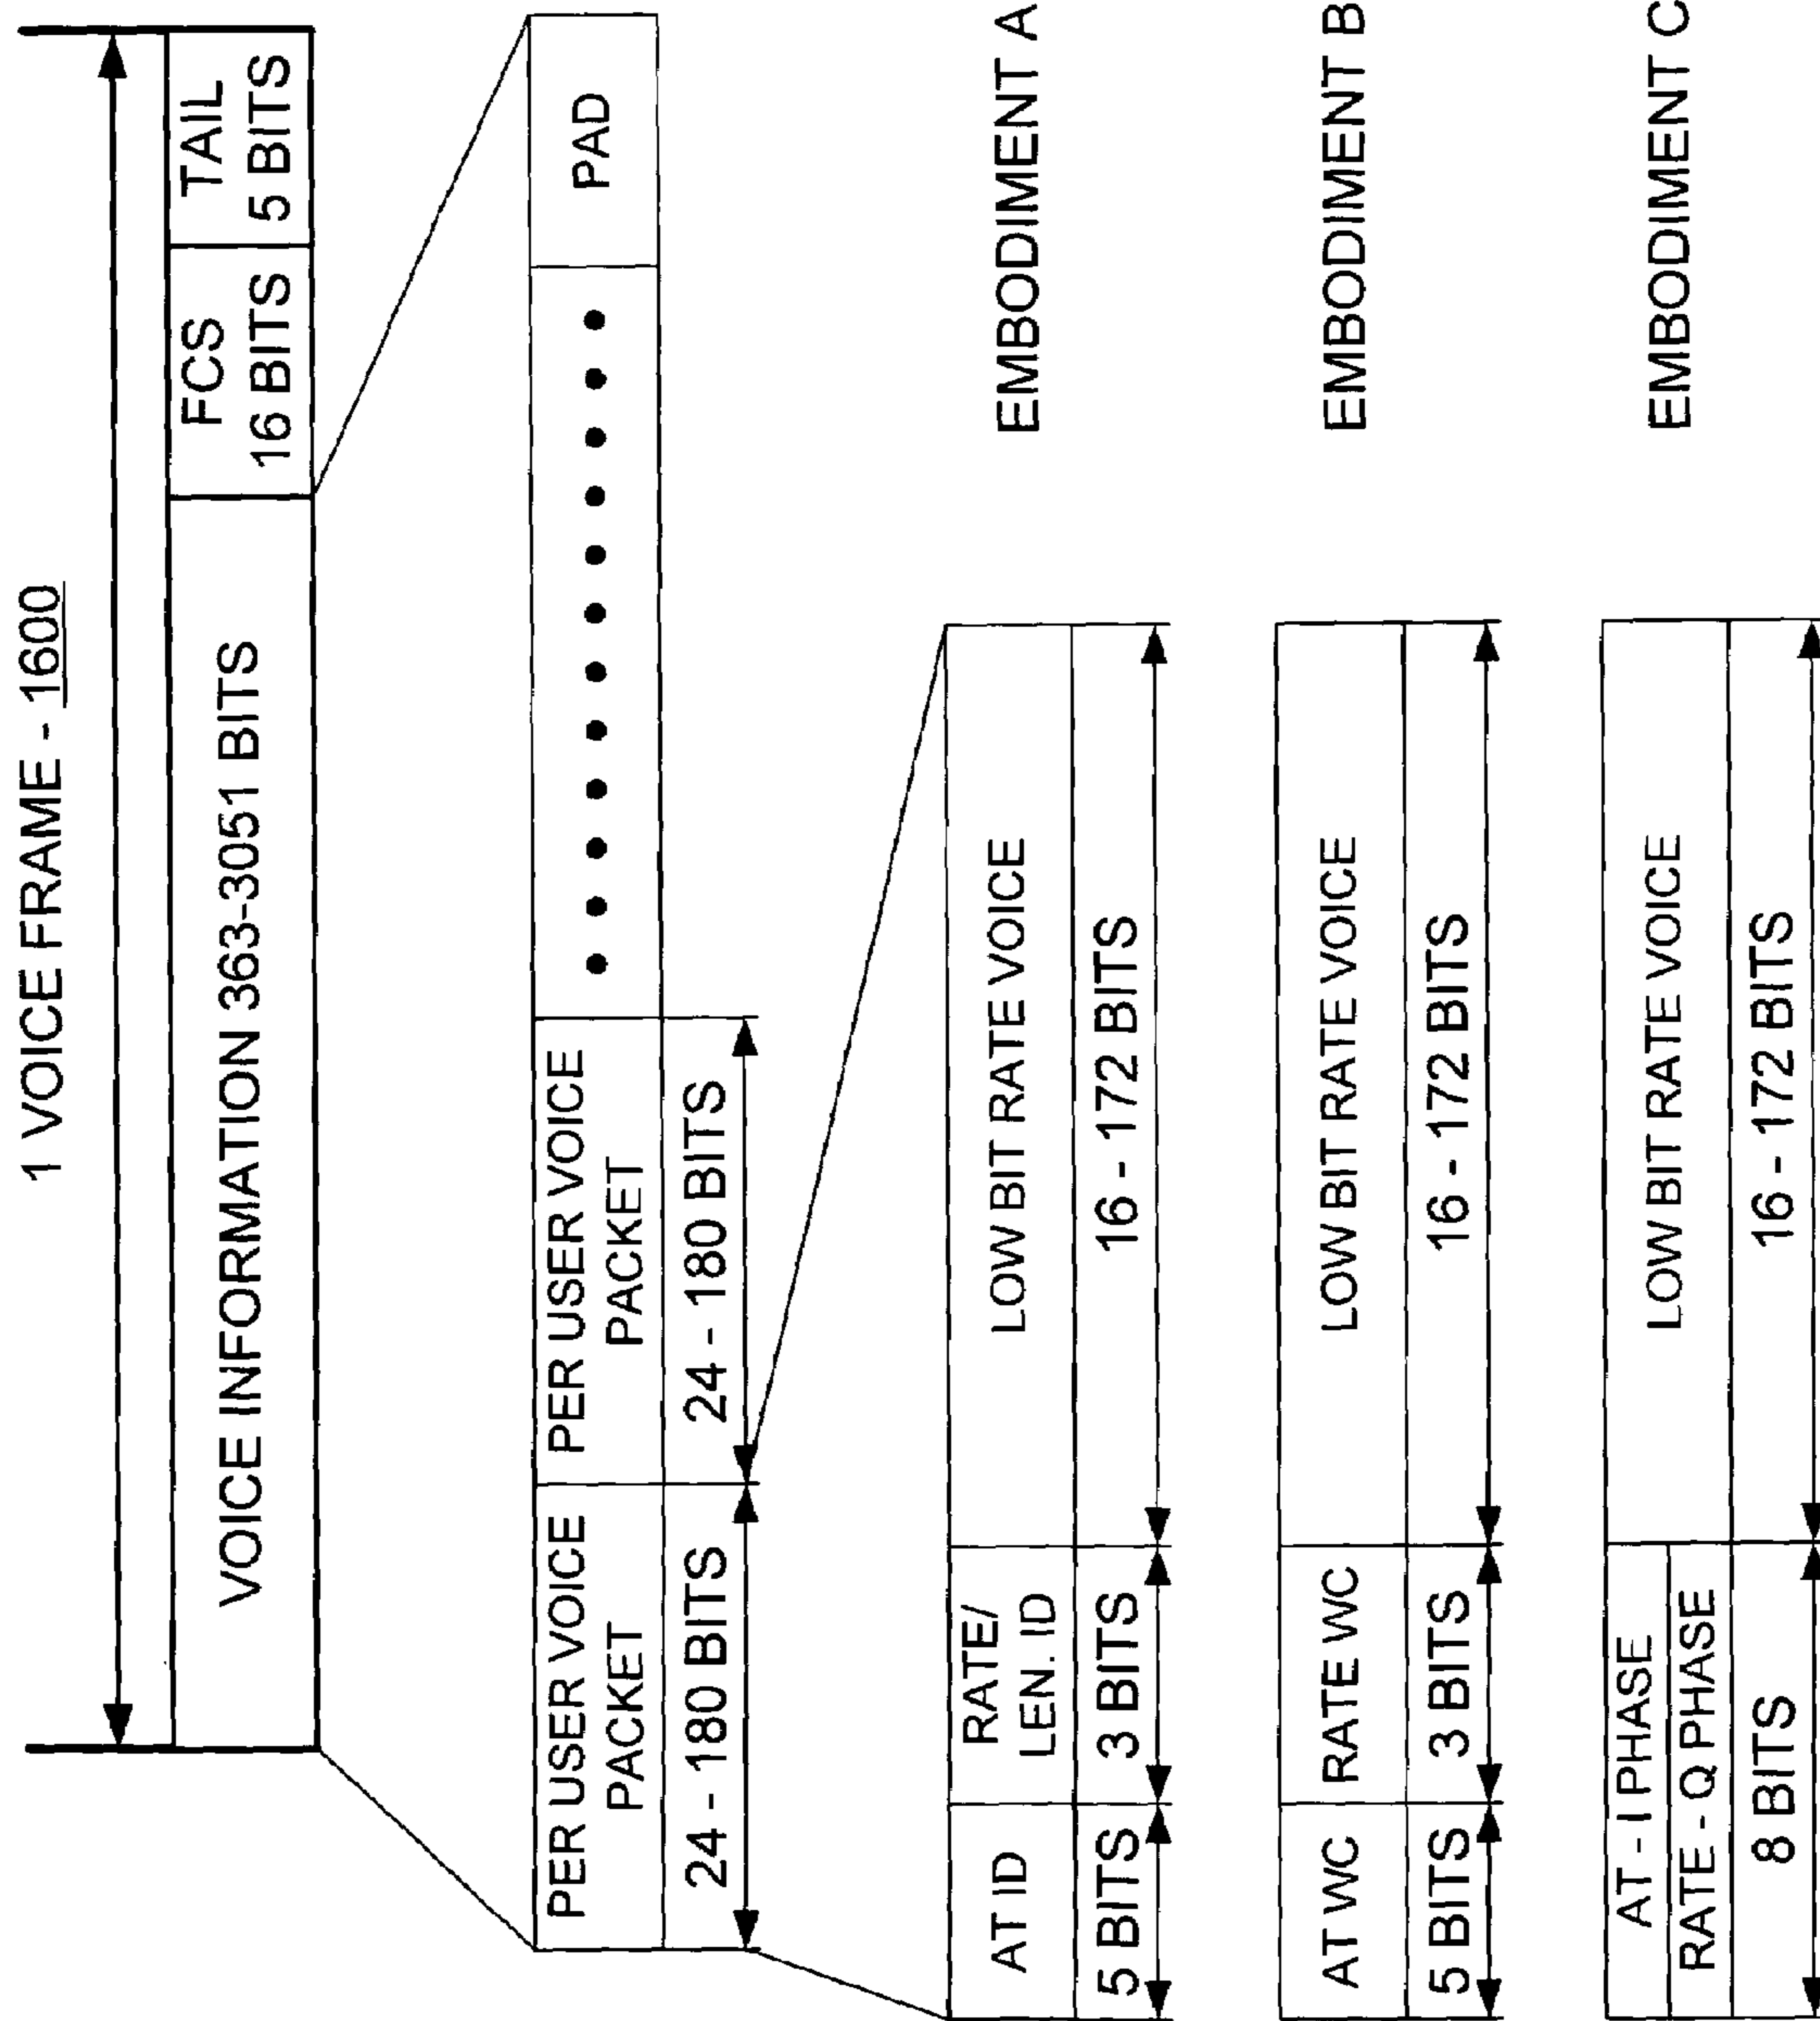 1 VOICE FRAME - 1600
VOICE INFORMATION 363-3051 BITS
FCS
16 BITS
TAIL
5 BITS
PER USER VOICE
PACKET
24 - 180 BITS
PER USER VOICE
PACKET
24 - 180 BITS
PAD
AT ID
5 BITS
RATE/
LEN. ID
3 BITS
LOW BIT RATE VOICE
16 - 172 BITS
EMBODIMENT A
AT WC
5 BITS
RATE WC
3 BITS
LOW BIT RATE VOICE
16 - 172 BITS
EMBODIMENT B
AT - I PHASE
RATE - Q PHASE
8 BITS
LOW BIT RATE VOICE
16 - 172 BITS
EMBODIMENT C